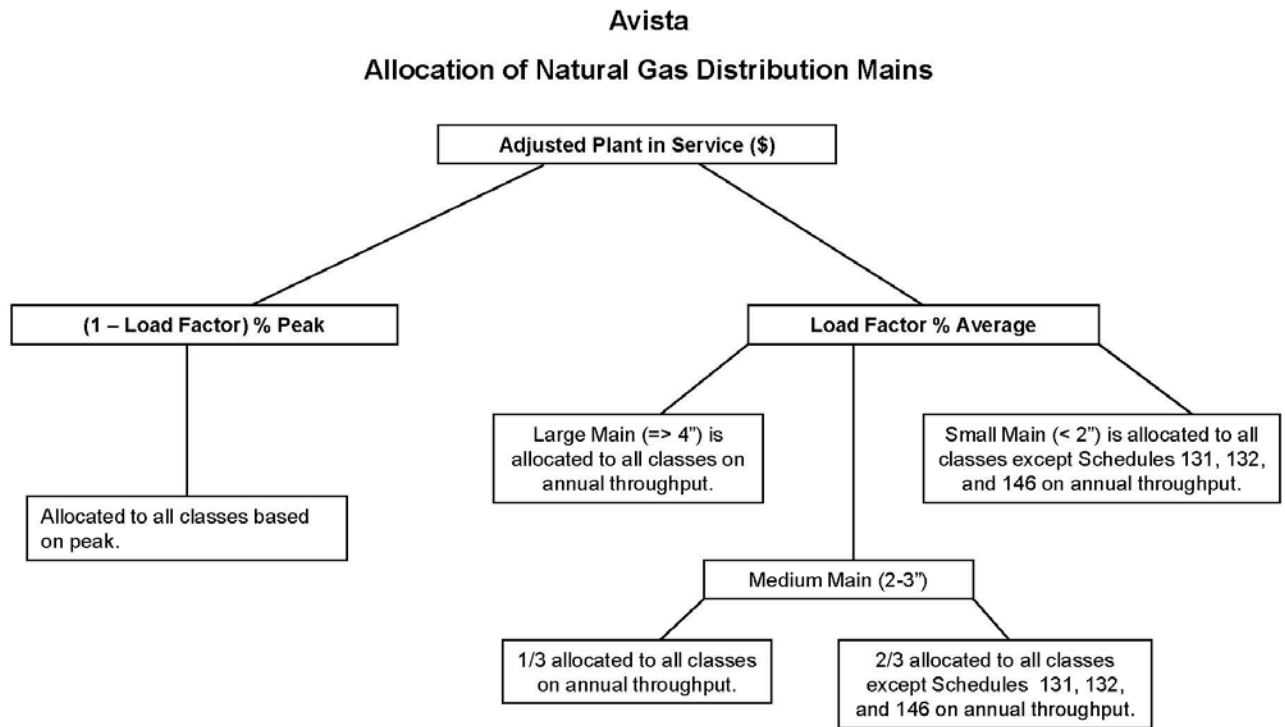 Avista
Allocation of Natural Gas Distribution Mains
Adjusted Plant in Service ($)
(1 – Load Factor) % Peak
Load Factor % Average
Large Main (=> 4”) is
allocated to all classes on
annual throughput.
Small Main (< 2”) is allocated to all
classes except Schedules 131, 132,
and 146 on annual throughput.
Allocated to all classes based
on peak.
Medium Main (2-3”)
1/3 allocated to all classes
on annual throughput.
2/3 allocated to all classes
except Schedules 131, 132,
and 146 on annual throughput.